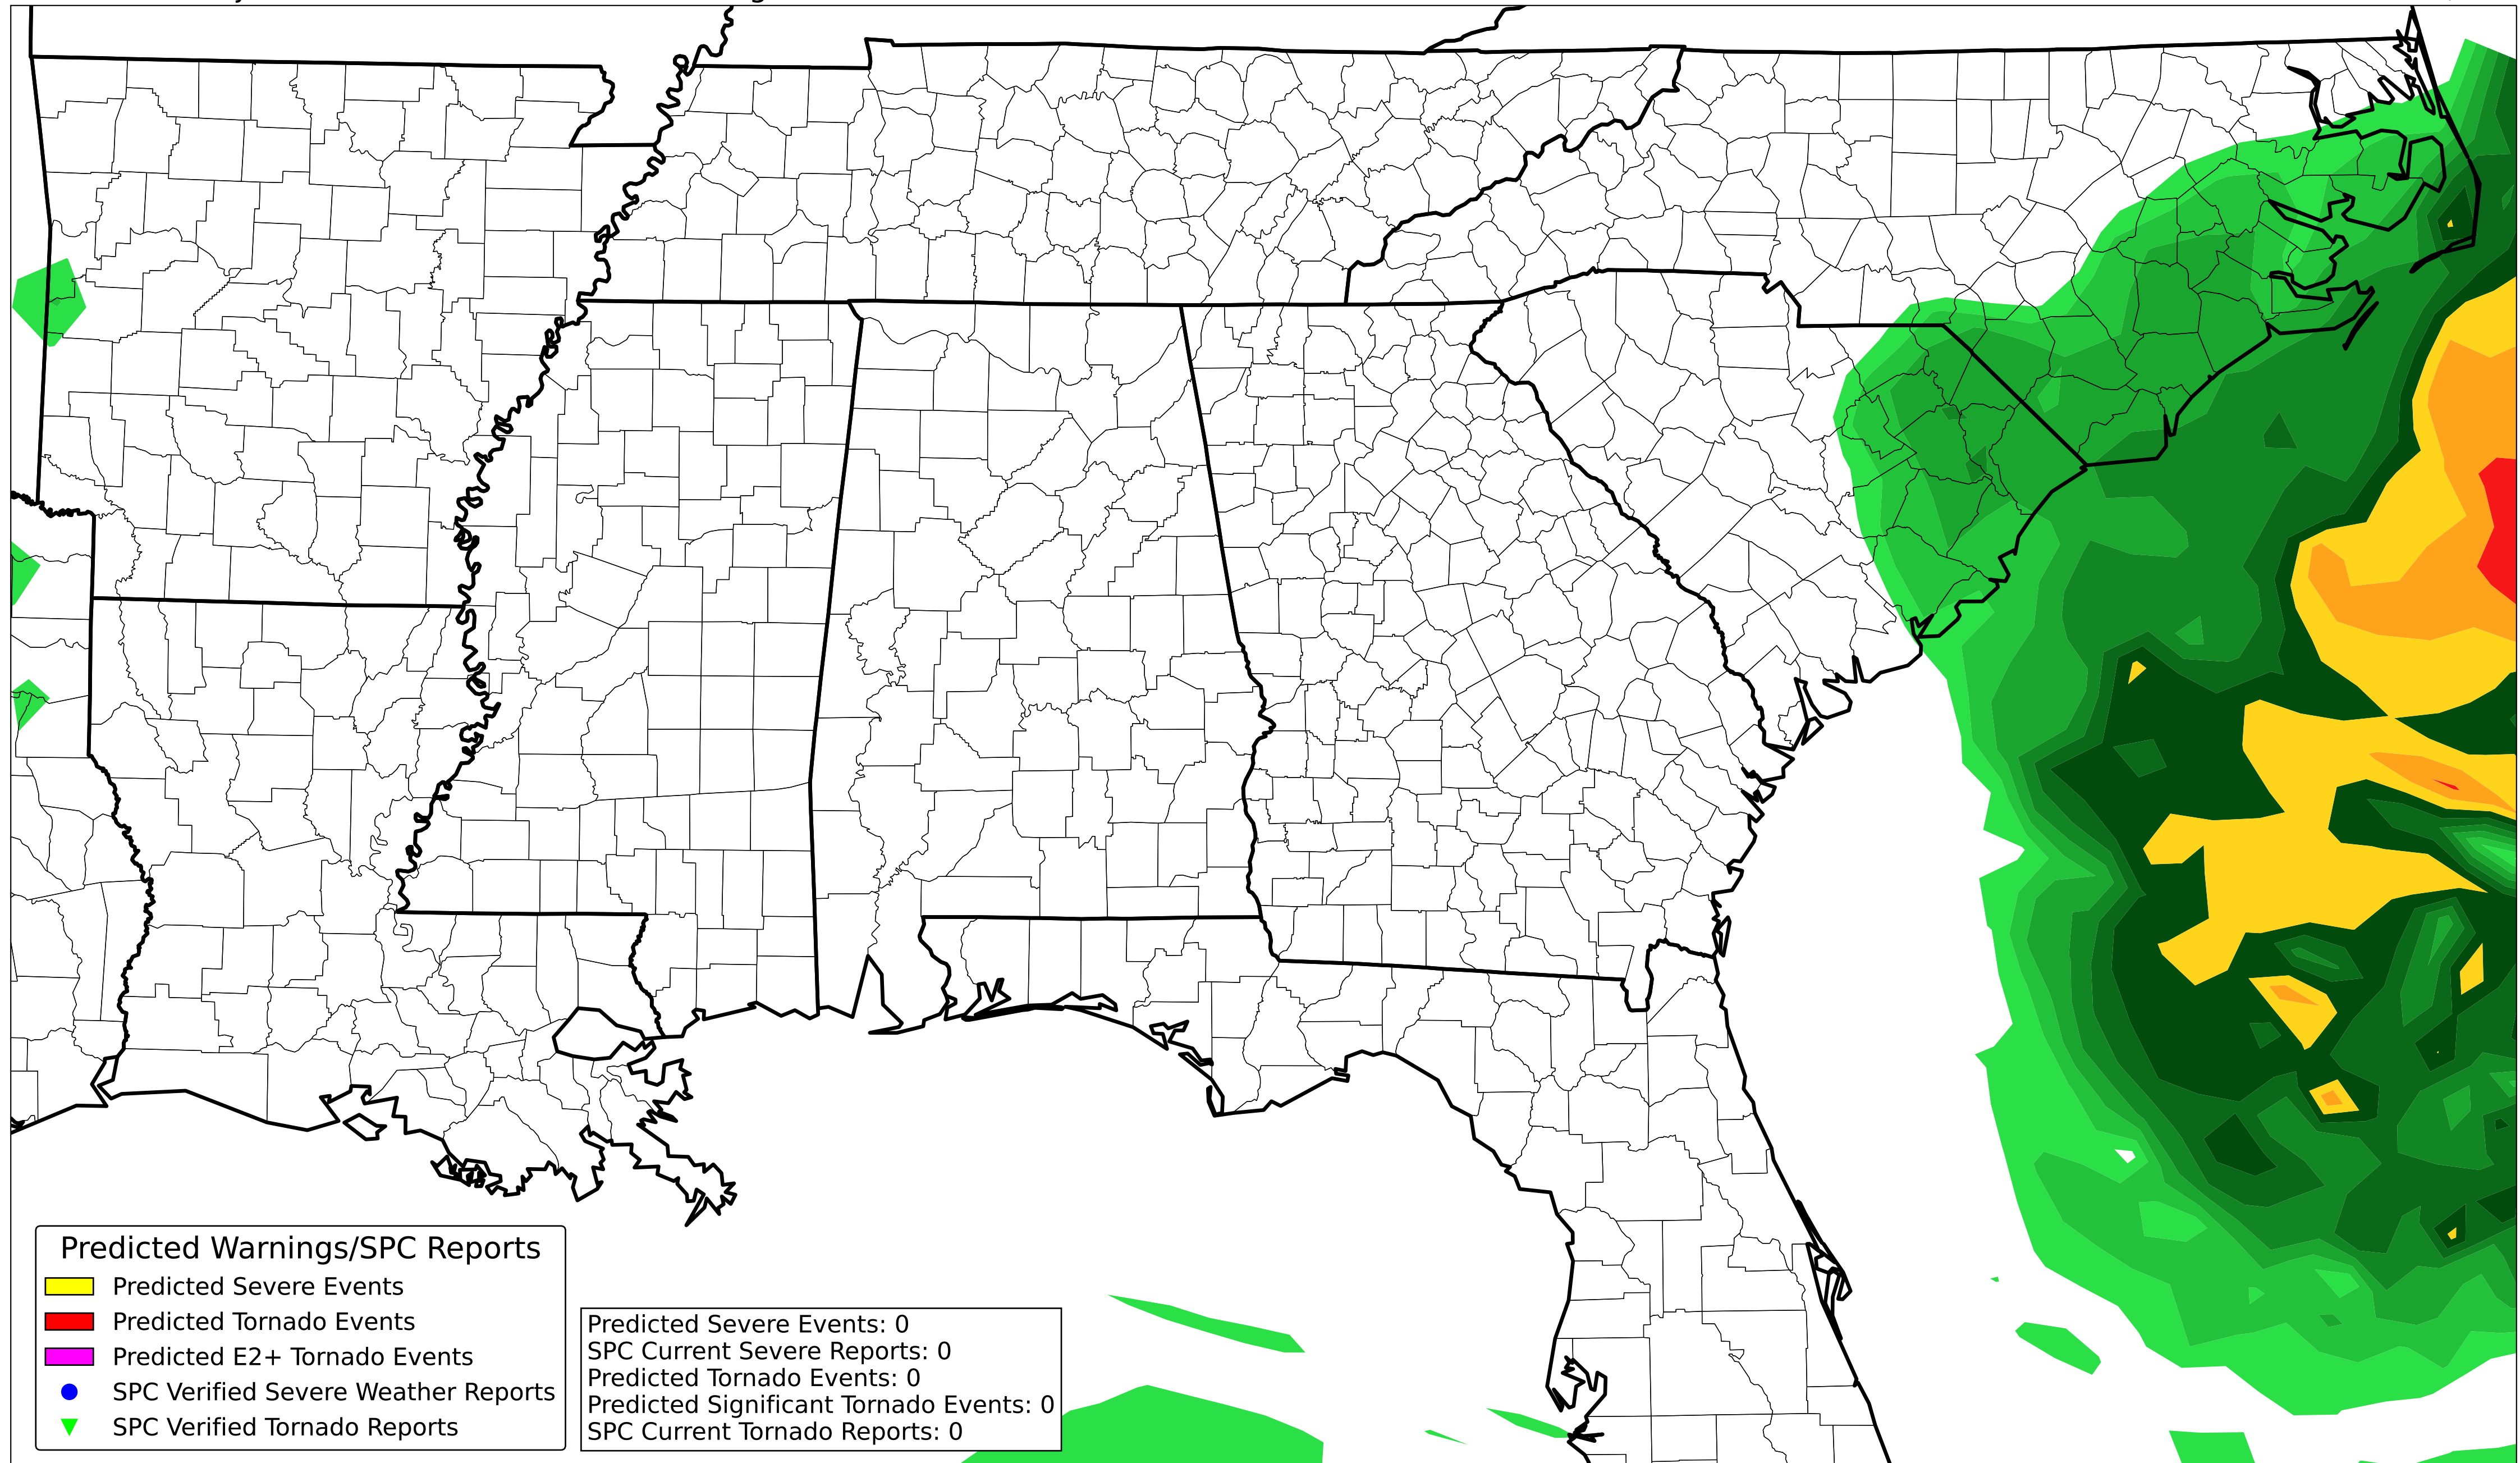 Predicted Warnings/SPC Reports
Predicted Severe Events
Predicted Tornado Events
Predicted E2+ Tornado Events
SPC Verified Severe Weather Reports
SPC Verified Tornado Reports
Predicted Severe Events: 0
SPC Current Severe Reports: 0
Predicted Tornado Events: 0
Predicted Significant Tornado Events: 0
SPC Current Tornado Reports: 0